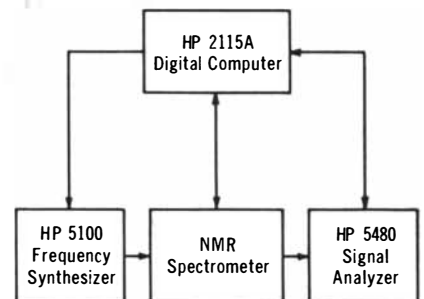 HP 2115A
Digital Computer
HP 5100
Frequency
Synthesizer
NMR
Spectrometer
HP 5480
Signal
Analyzer